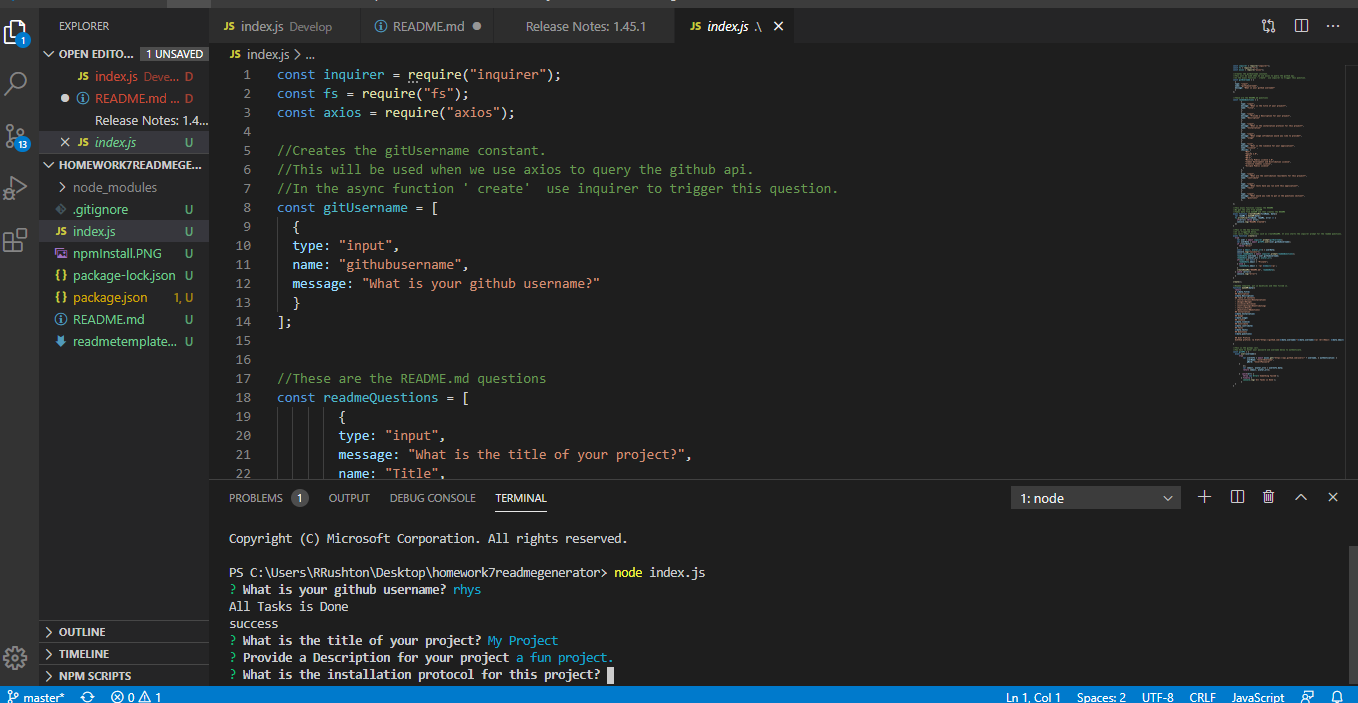 EXPLORER
JS index.js Develop
README.md
Release Notes: 1.45.1
JS index.js .\
OPEN EDITO... 1 UNSAVED
JS index.js Deve... D
README.md ... D
Release Notes: 1.4...
JS index.js U
HOMEWORK7READMEGE...
node_modules
.gitignore U
JS index.js U
npmInstall.PNG U
{} package-lock.json U
{} package.json 1, U
README.md U
readmetemplate... U
OUTLINE
TIMELINE
NPM SCRIPTS
1
13
JS index.js > ...
1 const inquirer = require("inquirer");
2 const fs = require("fs");
3 const axios = require("axios");
4
5 //Creates the gitUsername constant.
6 //This will be used when we use axios to query the github api.
7 //In the async function ' create'  use inquirer to trigger this question.
8 const gitUsername = [
9 {
10 type: "input",
11 name: "githubusername",
12 message: "What is your github username?"
13 }
14 ];
15
16
17 //These are the README.md questions
18 const readmeQuestions = [
19 {
20 type: "input",
21 message: "What is the title of your project?",
22 name: "Title",
PROBLEMS 1 OUTPUT DEBUG CONSOLE TERMINAL
1: node
Copyright (C) Microsoft Corporation. All rights reserved.
PS C:\Users\RRushton\Desktop\homework7readmegenerator> node index.js
? What is your github username? rhys
All Tasks is Done
success
? What is the title of your project? My Project
? Provide a Description for your project a fun project.
? What is the installation protocol for this project?
master* 0 1
Ln 1, Col 1 Spaces: 2 UTF-8 CRLF JavaScript